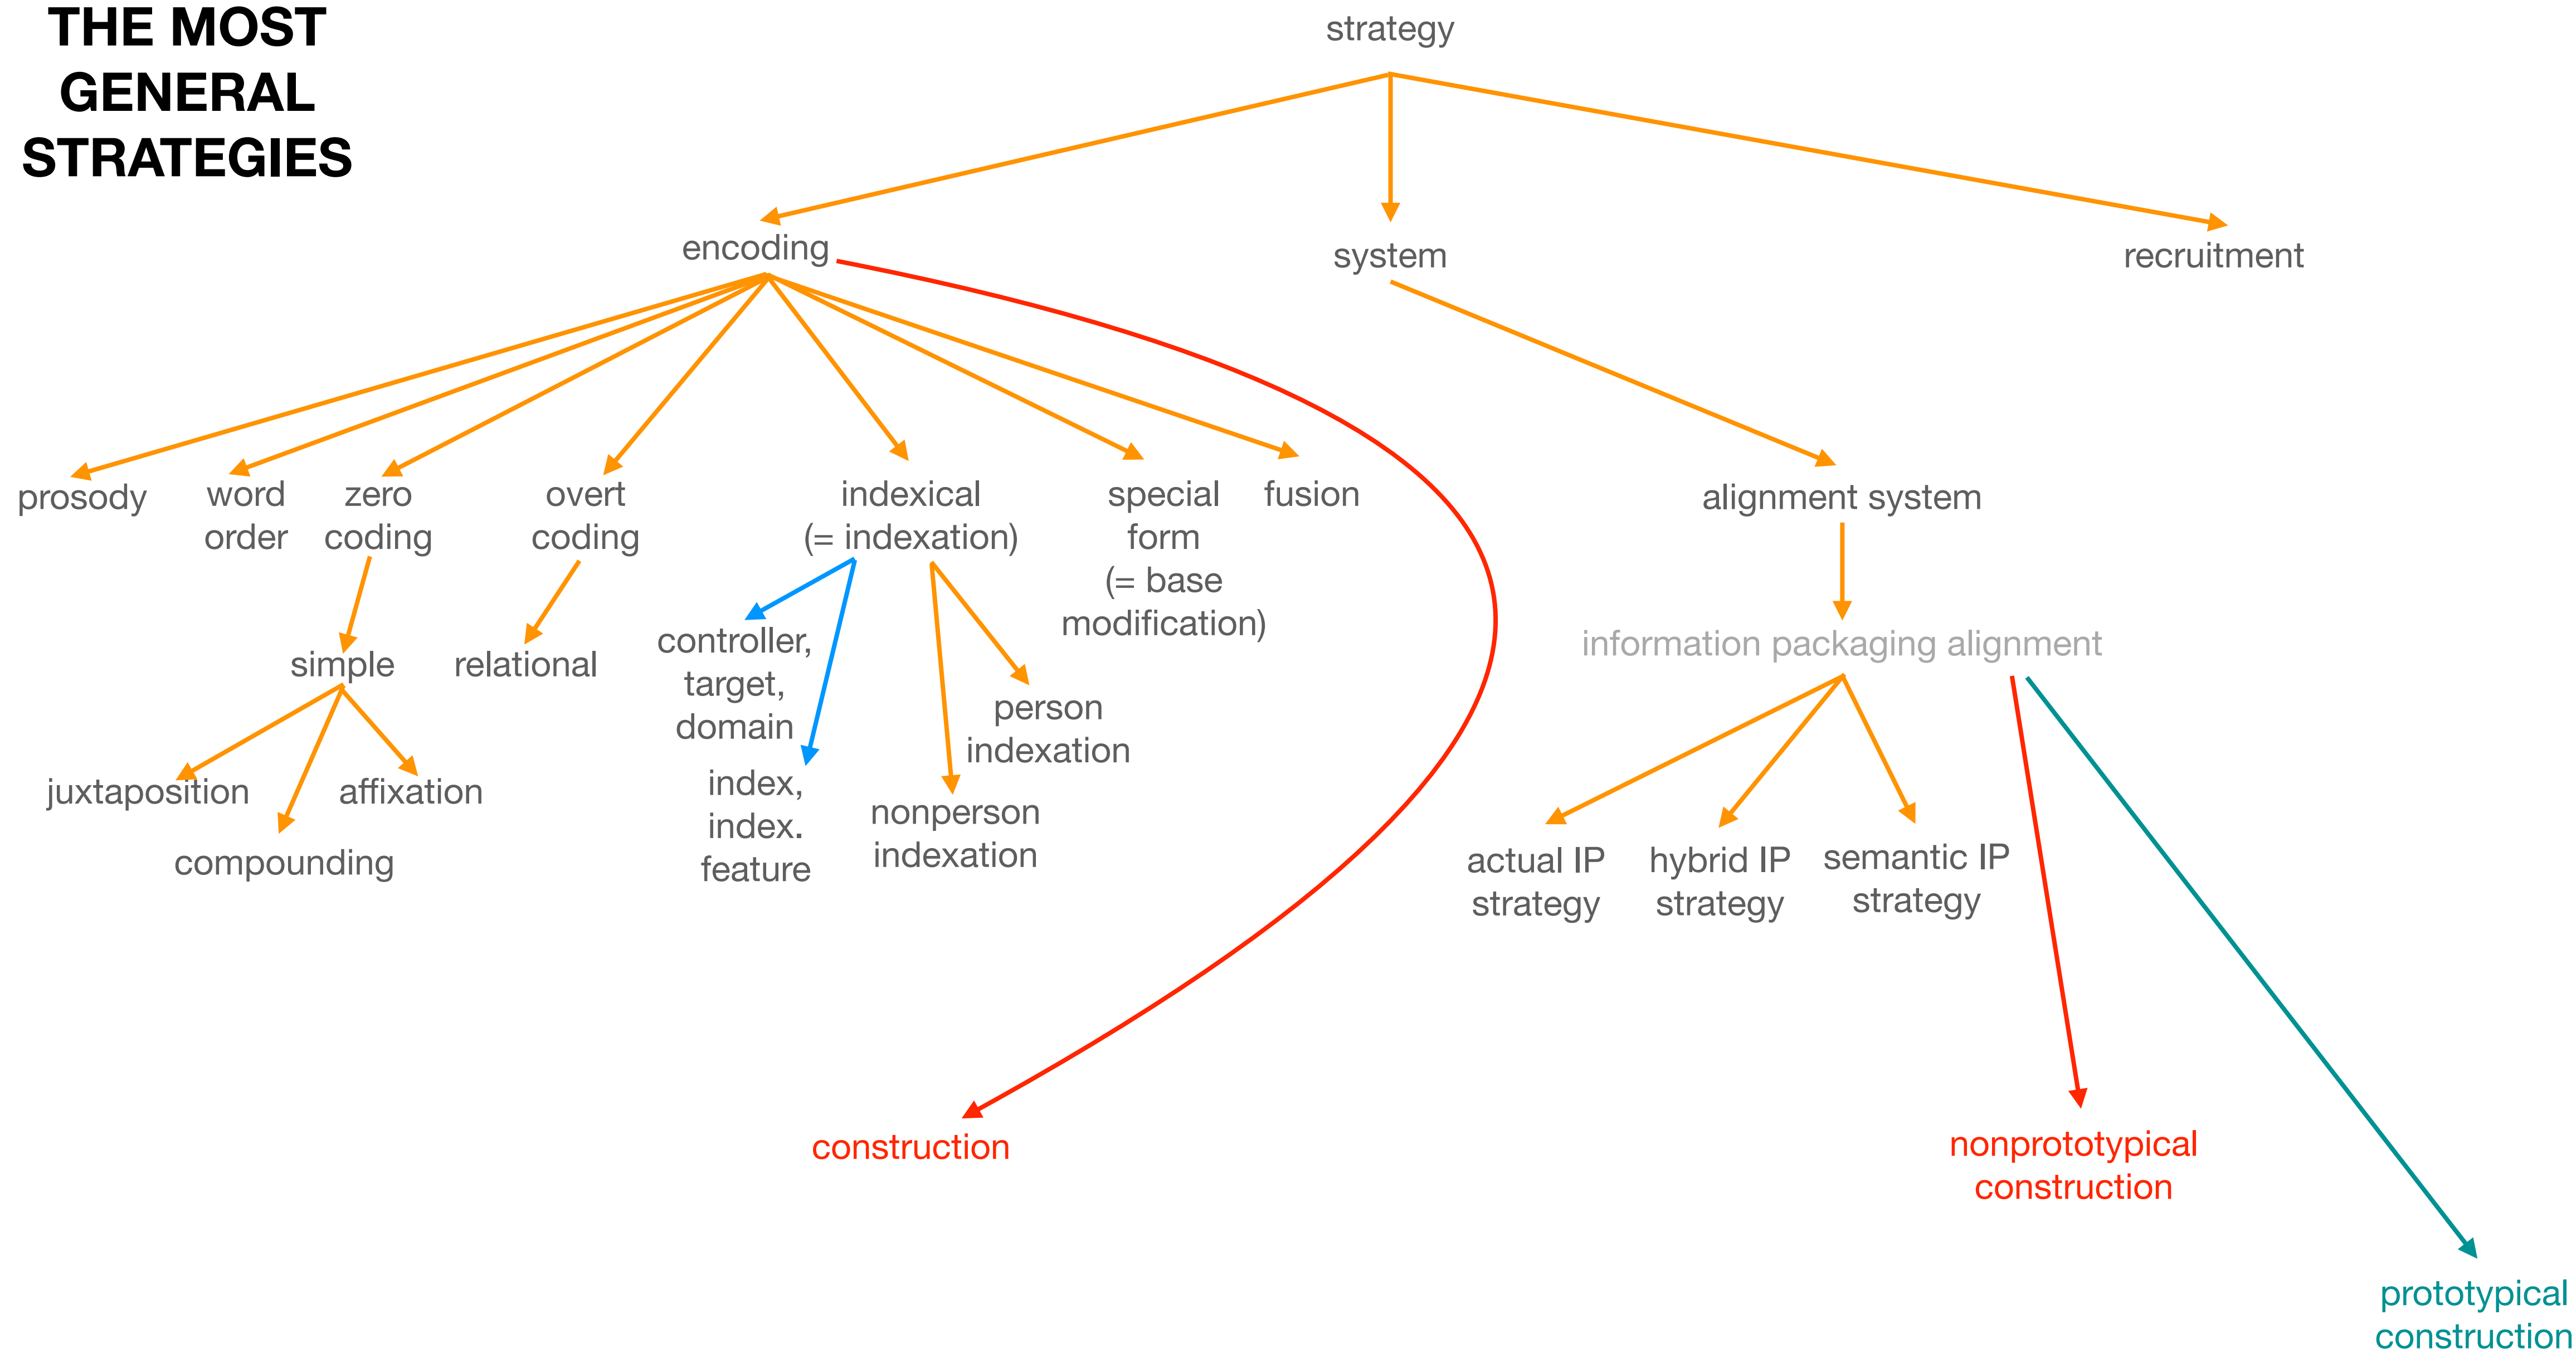 THE MOST
GENERAL
STRATEGIES
strategy
encoding
system
recruitment
prosody
word
order
zero
coding
overt
coding
indexical
(= indexation)
special
form
(= base
modification)
fusion
alignment system
simple
relational
controller,
target,
domain
person
indexation
information packaging alignment
juxtaposition
affixation
compounding
index,
index.
feature
nonperson
indexation
actual IP
strategy
hybrid IP
strategy
semantic IP
strategy
construction
nonprototypical
construction
prototypical
construction